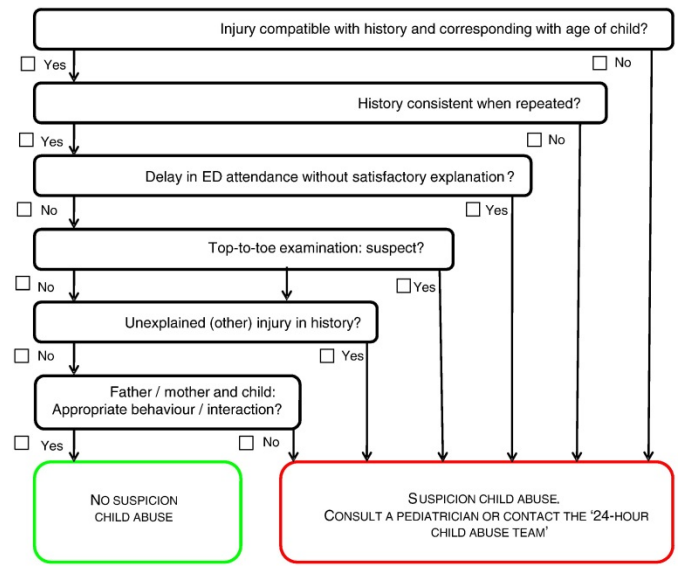 Injury compatible with history and corresponding with age of child?
Yes
No
History consistent when repeated?
Yes
No
Delay in ED attendance without satisfactory explanation?
No
Yes
Top-to-toe examination: suspect?
No
Yes
Unexplained (other) injury in history?
No
Yes
Father / mother and child:
Appropriate behaviour / interaction?
Yes
No
NO SUSPICION
CHILD ABUSE
SUSPICION CHILD ABUSE.
CONSULT A PEDIATRICIAN OR CONTACT THE '24-HOUR
CHILD ABUSE TEAM'